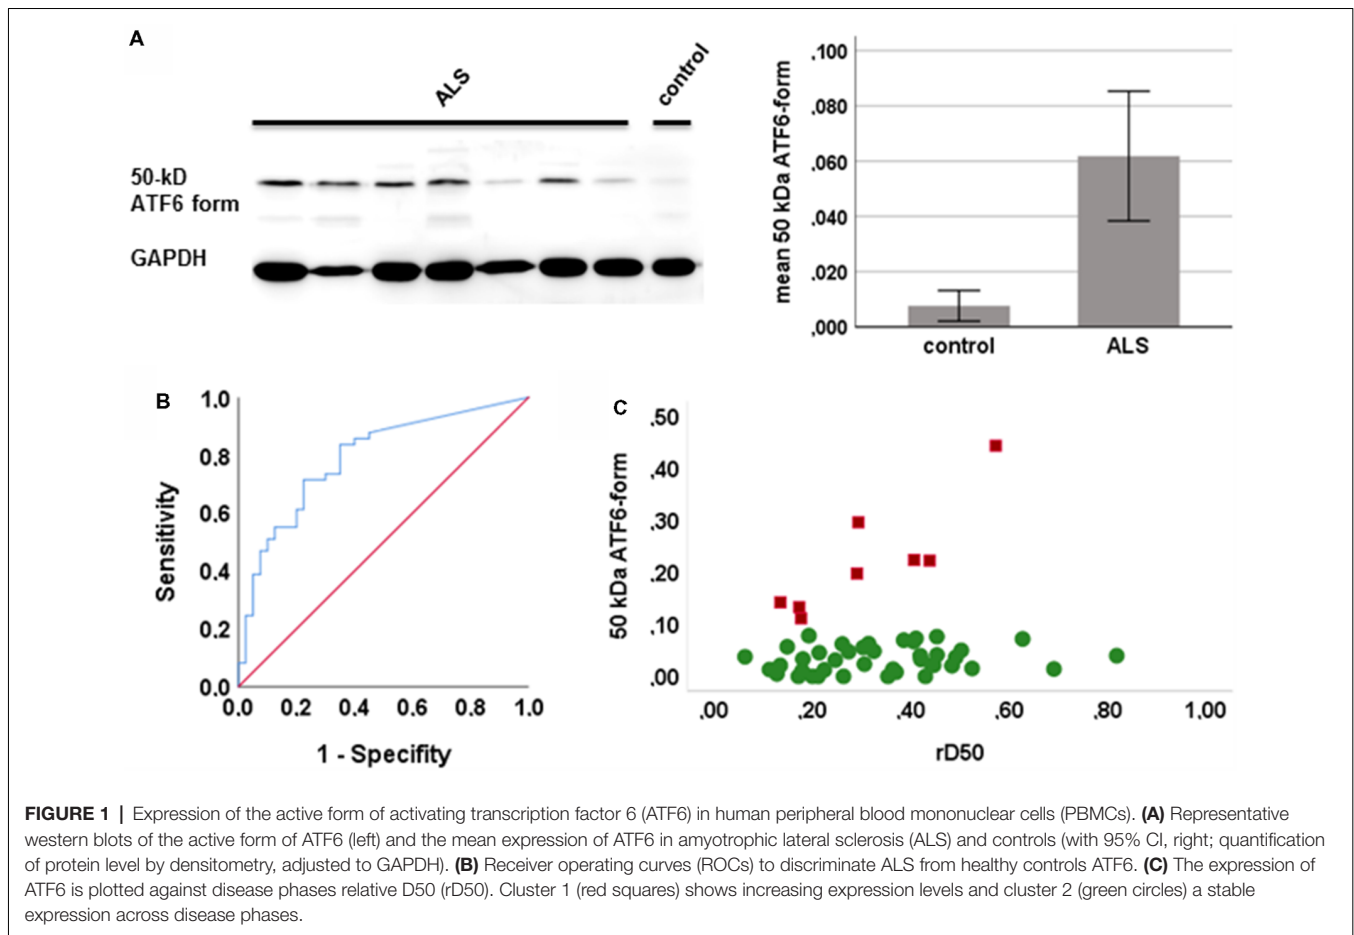 A
ALS
control
50-kD
ATF6 form
GAPDH
mean 50 kDa ATF6-form
.100
.080
.060
.040
.020
.000
control
ALS
B
Sensitivity
1.0
0.8
0.6
0.4
0.2
0.0
0.0 0.2 0.4 0.6 0.8 1.0
1 - Specifity
C
50 kDa ATF6-form
.50
.40
.30
.20
.10
.00
.00 .20 .40 .60 .80 1.00
rD50
FIGURE 1 | Expression of the active form of activating transcription factor 6 (ATF6) in human peripheral blood mononuclear cells (PBMCs). (A) Representative
western blots of the active form of ATF6 (left) and the mean expression of ATF6 in amyotrophic lateral sclerosis (ALS) and controls (with 95% CI, right; quantification
of protein level by densitometry, adjusted to GAPDH). (B) Receiver operating curves (ROCs) to discriminate ALS from healthy controls ATF6. (C) The expression of
ATF6 is plotted against disease phases relative D50 (rD50). Cluster 1 (red squares) shows increasing expression levels and cluster 2 (green circles) a stable
expression across disease phases.